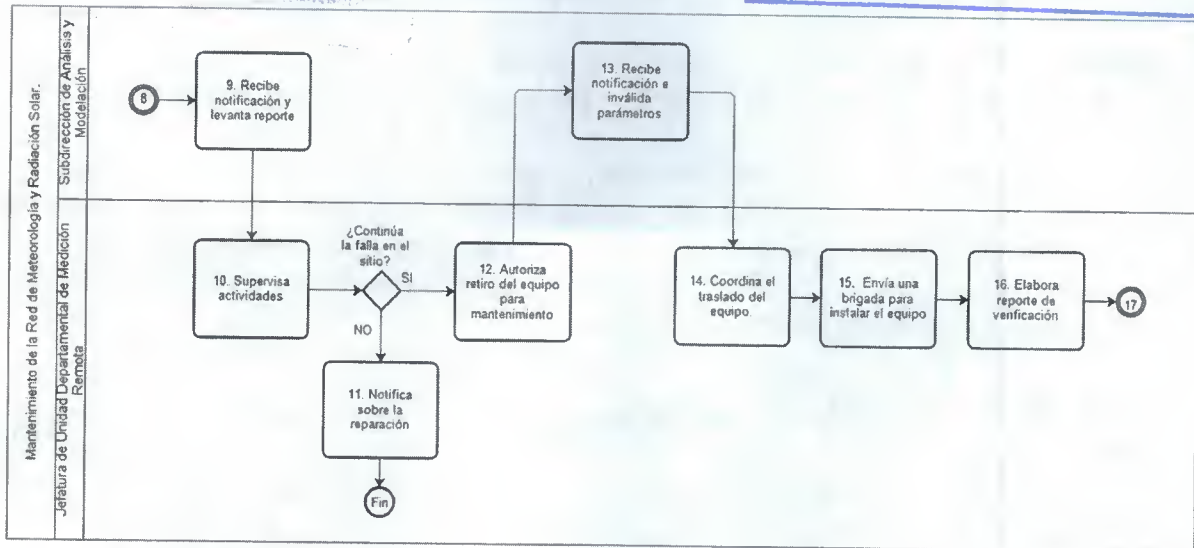 Mantenimiento de la Red de Meteorología y Radiación Solar.
Subdirección de Análisis y
Modelación
8
9. Recibe
notificación y
levanta reporte
13. Recibe
notificación e
inválida
parámetros
Jefatura de Unidad Departamental de Medición
Remota
10. Supervisa
actividades
¿Continúa
la falla en el
sitio?
SI
NO
12. Autoriza
retiro del equipo
para
mantenimiento
11. Notifica
sobre la
reparación
Fin
14. Coordina el
traslado del
equipo.
15. Envía una
brigada para
instalar el equipo
16. Elabora
reporte de
verificación
17